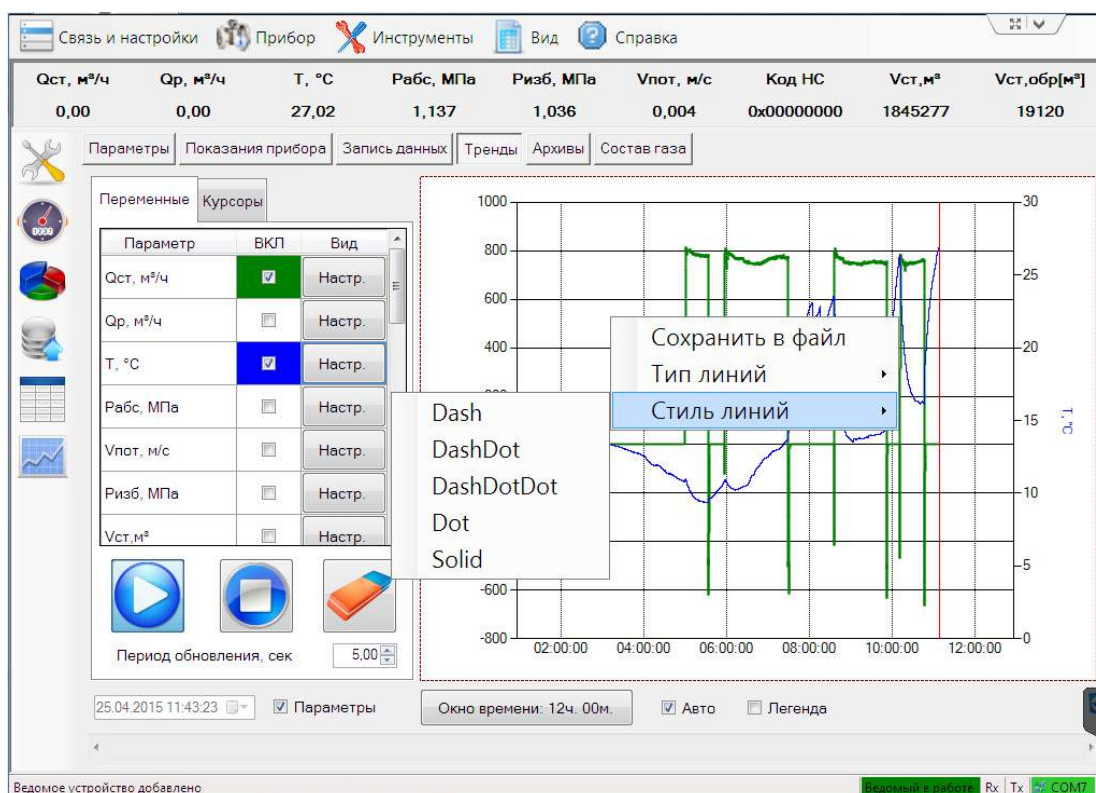 Связь и настройки Прибор Инструменты Вид Справка
Qст, м³/ч Qр, м³/ч T, °C Рабс, МПа Ризб, МПа Vпот, м/с Код НС Vст,м³ Vст,обр[м³]
0,00 0,00 27,02 1,137 1,036 0,004 0x00000000 1845277 19120
Параметры Показания прибора Запись данных Тренды Архивы Состав газа
Переменные Курсоры
Параметр ВКЛ Вид
Qст, м³/ч Настр.
Qр, м³/ч Настр.
T, °C Настр.
Рабс, МПа Настр.
Vпот, м/с Настр.
Ризб, МПа Настр.
Vст,м³ Настр.
Период обновления, сек 5,00
1000
800
600
400
-600
-800
Сохранить в файл
Тип линий
Стиль линий
Dash
DashDot
DashDotDot
Dot
Solid
30
25
20
15
10
5
0
T, °C
02:00:00 04:00:00 06:00:00 08:00:00 10:00:00 12:00:00
25.04.2015 11:43:23 Параметры Окно времени: 12ч. 00м. Авто Легенда
Ведомое устройство добавлено Ведомый в работе Rx Tx COM7